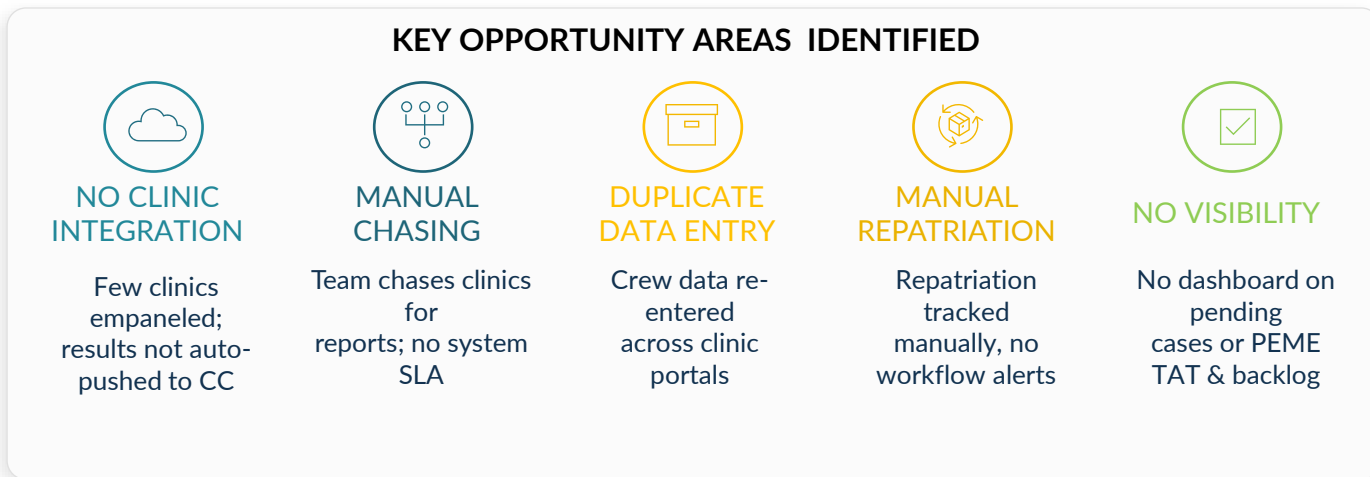 KEY OPPORTUNITY AREAS IDENTIFIED
NO CLINIC
INTEGRATION
Few clinics
empaneled;
results not auto-
pushed to CC
MANUAL
CHASING
Team chases clinics
for
reports; no system
SLA
DUPLICATE
DATA ENTRY
Crew data re-
entered
across clinic
portals
MANUAL
REPATRIATION
Repatriation
tracked
manually, no
workflow alerts
NO VISIBILITY
No dashboard on
pending
cases or PEME
TAT & backlog